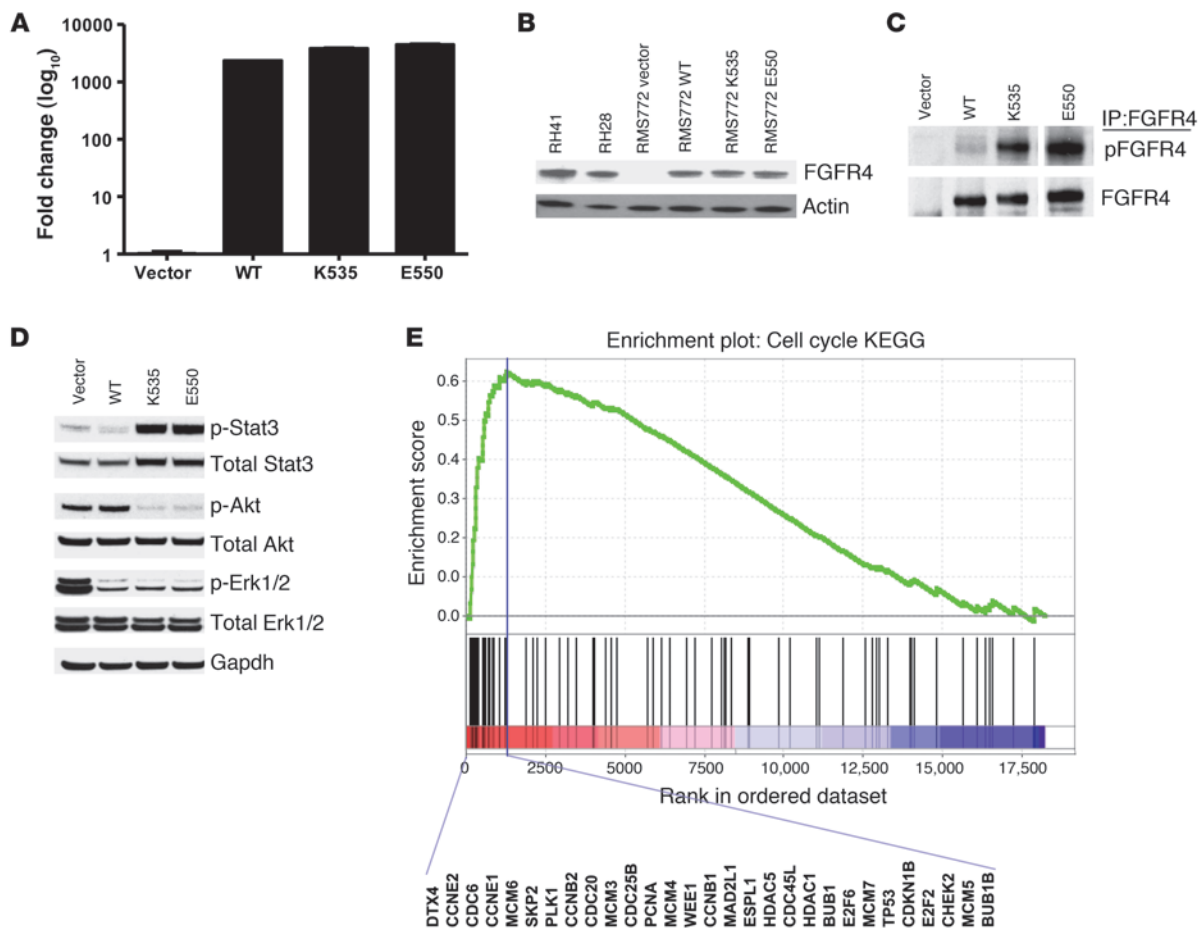 A
Fold change (log10)
10000
1000
100
10
1
Vector
WT
K535
E550
B
RH41
RH28
RMS772 vector
RMS772 WT
RMS772 K535
RMS772 E550
FGFR4
Actin
C
Vector
WT
K535
E550
IP:FGFR4
pFGFR4
FGFR4
D
Vector
WT
K535
E550
p-Stat3
Total Stat3
p-Akt
Total Akt
p-Erk1/2
Total Erk1/2
Gapdh
E
Enrichment plot: Cell cycle KEGG
Enrichment score
0.6
0.5
0.4
0.3
0.2
0.0
0.0
0
2500
5000
7500
10,000
12,500
15,000
17,500
Rank in ordered dataset
DTX4
CCNE2
CDC6
CCNE1
MCM6
SKP2
PLK1
CCNB2
CDC20
MCM3
CDC25B
PCNA
MCM4
WEE1
CCNB1
MAD2L1
ESPL1
HDAC5
CDC45L
HDAC1
BUB1
E2F6
MCM7
TP53
CDKN1B
E2F2
CHEK2
MCM5
BUB1B